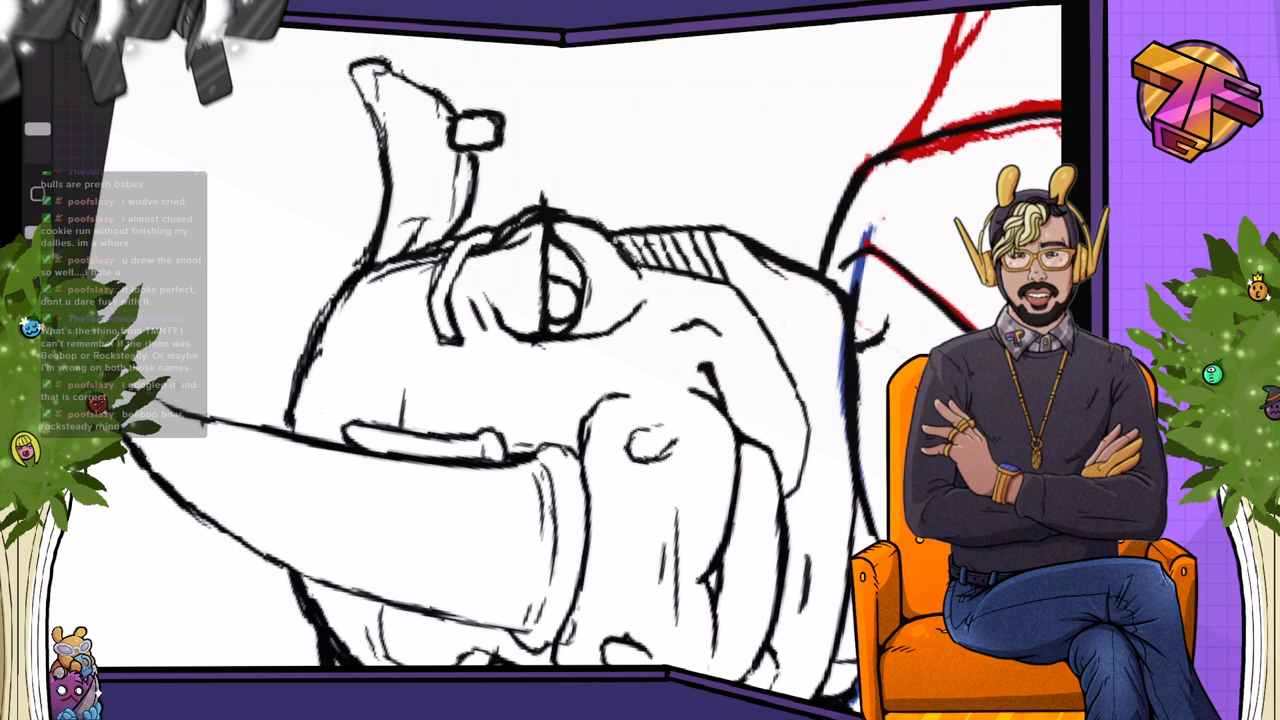 bulls are presh babirs
poofslazy: i wudve cried
poofslazy: i almost closed
cookie run without finishing my
dailies. im a whore
poofslazy: u drew the snoot
so well....i hate u
poofslazy: it looks perfect,
dont u dare fuss with it
What's the rhino from TMNT? I
can't remember if the rhino was
Beebop or Rocksteady. Or maybe
I'm wrong on both those names
poofslazy: i googled it and
that is correct
poofslazy: beebop boar,
rocksteady rhino